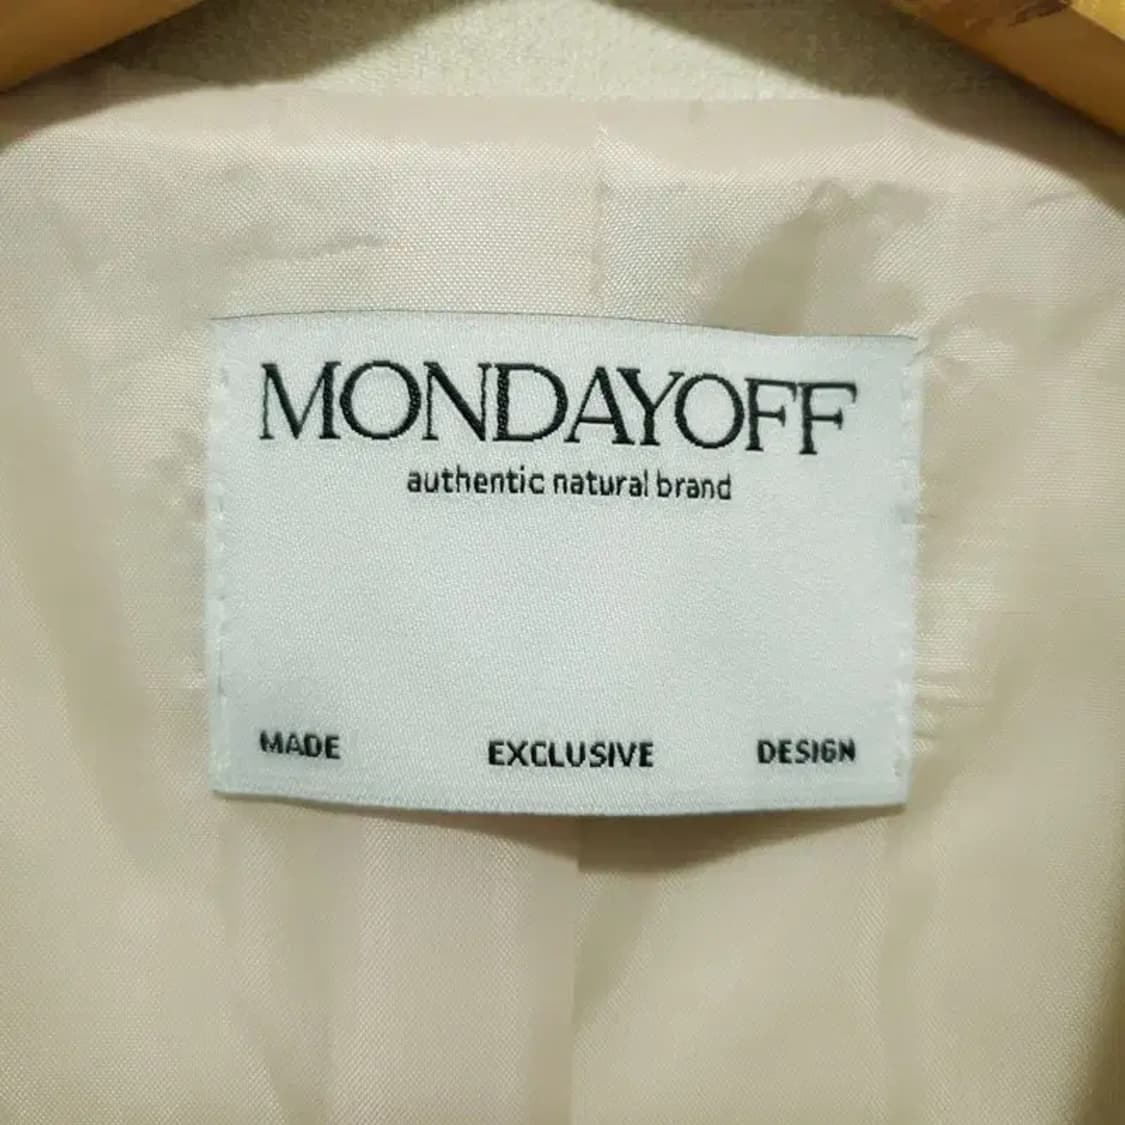 MONDAYOFF
authentic natural brand
MADE EXCLUSIVE DESIGN